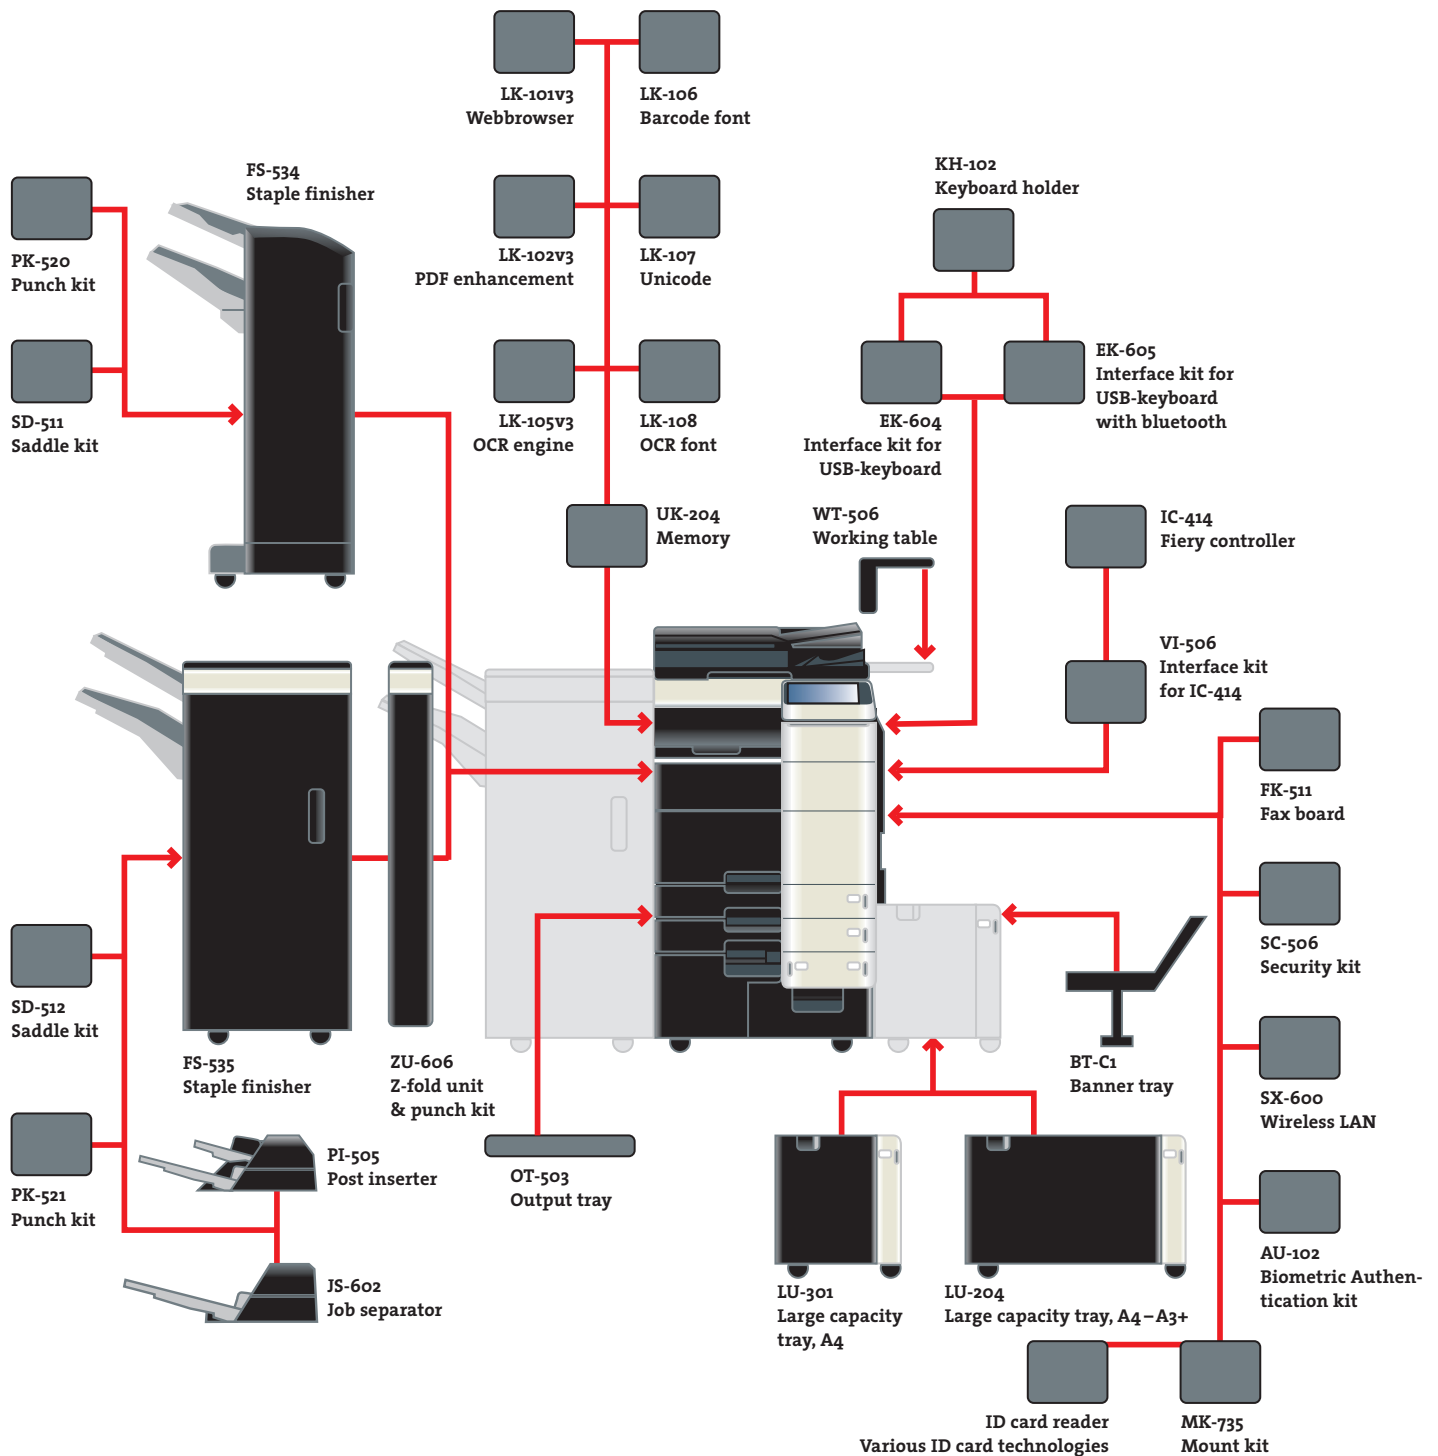 LK-101v3
Webbrowser
LK-106
Barcode font
FS-534
Staple finisher
KH-102
Keyboard holder
PK-520
Punch kit
LK-102v3
PDF enhancement
LK-107
Unicode
EK-605
Interface kit for
USB-keyboard
with bluetooth
SD-511
Saddle kit
LK-105v3
OCR engine
LK-108
OCR font
EK-604
Interface kit for
USB-keyboard
UK-204
Memory
WT-506
Working table
IC-414
Fiery controller
VI-506
Interface kit
for IC-414
FK-511
Fax board
SC-506
Security kit
SD-512
Saddle kit
FS-535
Staple finisher
ZU-606
Z-fold unit
& punch kit
BT-C1
Banner tray
SX-600
Wireless LAN
PK-521
Punch kit
PI-505
Post inserter
OT-503
Output tray
JS-602
Job separator
LU-301
Large capacity
tray, A4
LU-204
Large capacity tray, A4–A3+
AU-102
Biometric Authen-
tication kit
ID card reader
Various ID card technologies
MK-735
Mount kit